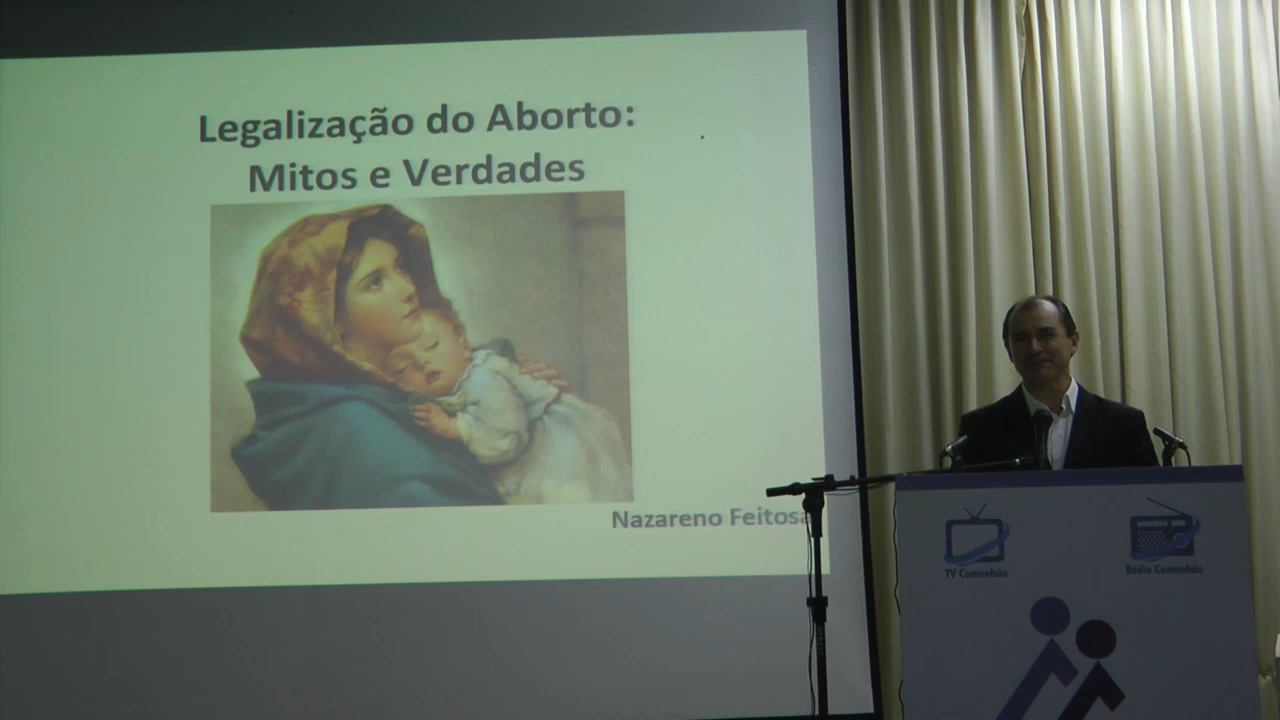 Legalização do Aborto:
Mitos e Verdades
Nazareno Feitosa
TV Comunhão
Rádio Comunhão